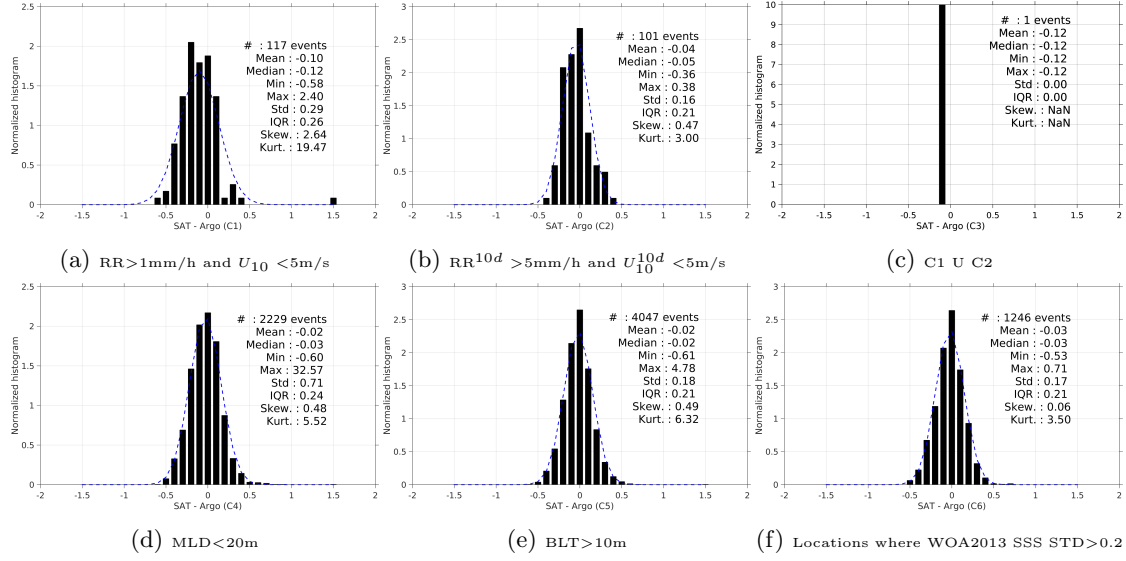 Normalized histogram
2.5
2
1.5
1
0.5
0
# : 117 events
Mean : -0.10
Median : -0.12
Min : -0.58
Max : 2.40
Std : 0.29
IQR : 0.26
Skew. : 2.64
Kurt. : 19.47
-2 -1.5 -1 -0.5 0 0.5 1 1.5 2
SAT - Argo (C1)
(a) RR>1mm/h and U10 <5m/s
Normalized histogram
3
2.5
2
1.5
1
0.5
0
# : 101 events
Mean : -0.04
Median : -0.05
Min : -0.36
Max : 0.38
Std : 0.16
IQR : 0.21
Skew. : 0.47
Kurt. : 3.00
-2 -1.5 -1 -0.5 0 0.5 1 1.5 2
SAT - Argo (C2)
(b) RR^10d >5mm/h and U_10^10d <5m/s
Normalized histogram
10
9
8
7
6
5
4
3
2
1
0
# : 1 events
Mean : -0.12
Median : -0.12
Min : -0.12
Max : -0.12
Std : 0.00
IQR : 0.00
Skew. : NaN
Kurt. : NaN
-2 -1.5 -1 -0.5 0 0.5 1 1.5 2
SAT - Argo (C3)
(c) C1 U C2
Normalized histogram
2.5
2
1.5
1
0.5
0
# : 2229 events
Mean : -0.02
Median : -0.03
Min : -0.60
Max : 32.57
Std : 0.71
IQR : 0.24
Skew. : 0.48
Kurt. : 5.52
-2 -1.5 -1 -0.5 0 0.5 1 1.5 2
SAT - Argo (C4)
(d) MLD<20m
Normalized histogram
3
2.5
2
1.5
1
0.5
0
# : 4047 events
Mean : -0.02
Median : -0.02
Min : -0.61
Max : 4.78
Std : 0.18
IQR : 0.21
Skew. : 0.49
Kurt. : 6.32
-2 -1.5 -1 -0.5 0 0.5 1 1.5 2
SAT - Argo (C5)
(e) BLT>10m
Normalized histogram
3
2.5
2
1.5
1
0.5
0
# : 1246 events
Mean : -0.03
Median : -0.03
Min : -0.53
Max : 0.71
Std : 0.17
IQR : 0.21
Skew. : 0.06
Kurt. : 3.50
-2 -1.5 -1 -0.5 0 0.5 1 1.5 2
SAT - Argo (C6)
(f) Locations where WOA2013 SSS STD>0.2